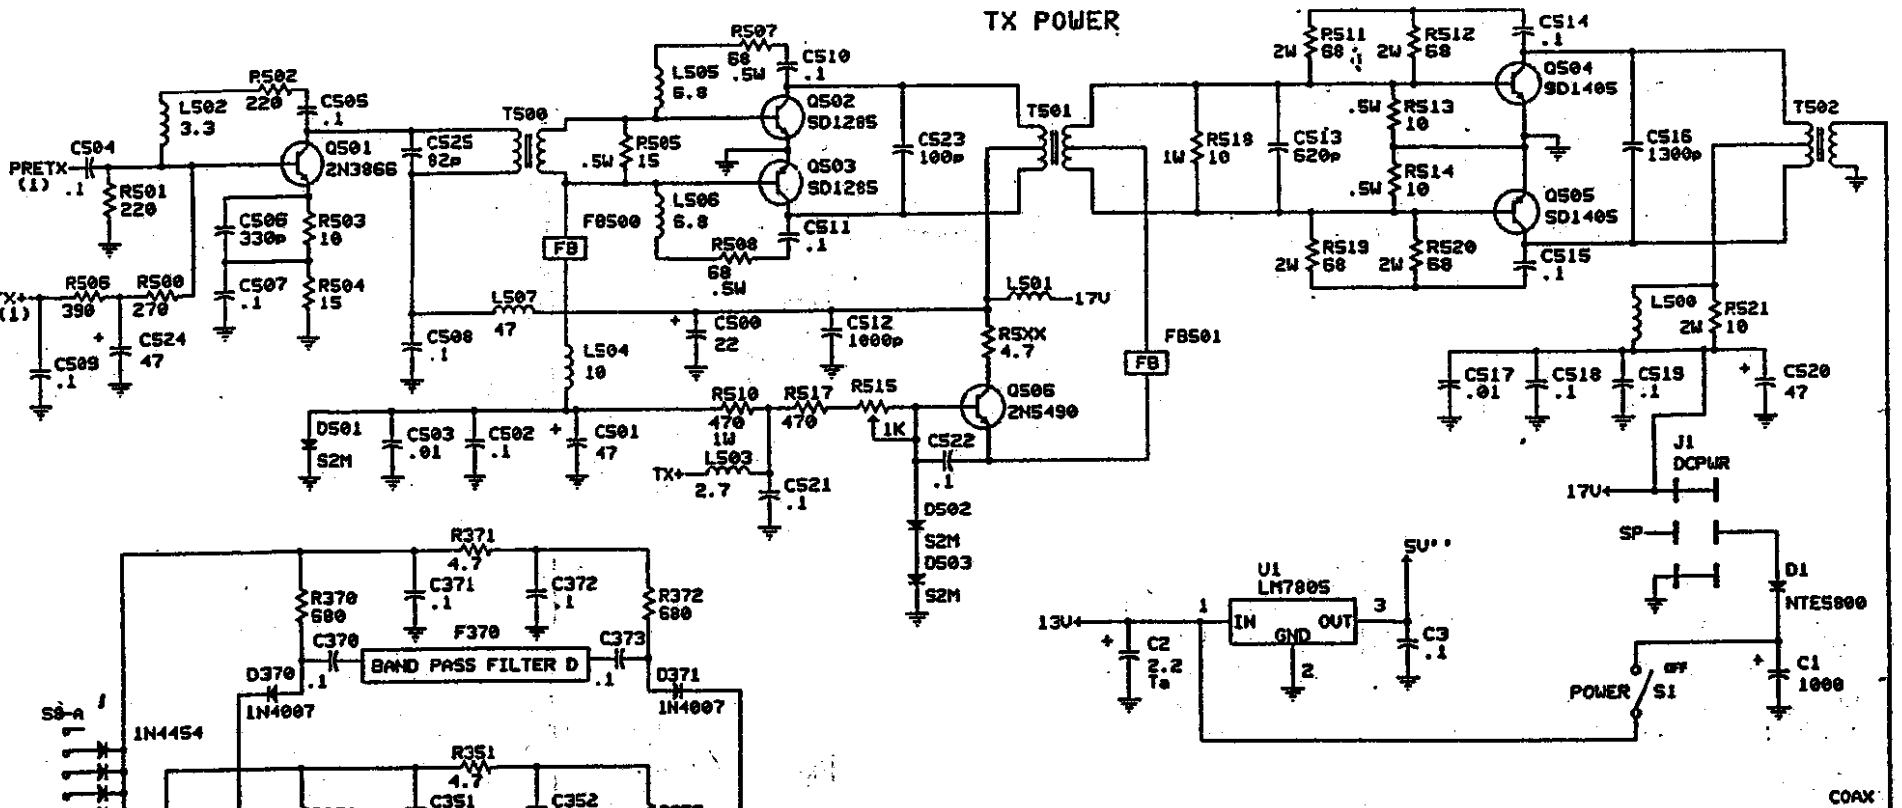 TX POWER
R507
68
.5W
C510
.1
L505
6.8
R502
220
L502
3.3
C505
.1
T500
Q502
SD1285
R511
2W 68
R512
2W 68
C514
.1
Q504
SD1405
C504
.1
PRETX
(1)
Q501
2N3866
C525
82p
R505
.5W 15
Q503
SD1285
C523
100p
T501
R518
1W 10
C513
620p
R513
.5W 10
R514
.5W 10
C516
1300p
T502
R501
220
C506
330p
R503
10
L506
6.8
FB500
FB
R508
68
.5W
C511
.1
Q505
SD1405
R519
2W 68
R520
2W 68
C515
.1
TX+
(1)
R506
390
R500
270
C507
.1
R504
15
L507
47
L501
17V
L500
R521
2W 10
+
C524
47
C509
.1
C508
.1
L504
10
+
C500
22
C512
1000p
R5XX
4.7
FB501
FB
C517
.01
C518
.1
C519
.1
+
C520
47
R510
470
1W
R517
470
R515
1K
Q506
2N5490
D501
S2M
C503
.01
C502
.1
+
C501
47
L503
TX+
2.7
C521
.1
C522
.1
J1
DCPWR
17V
SP
D502
S2M
D503
S2M
R371
4.7
R370
680
C371
.1
C372
.1
R372
680
5V''
U1
LM7805
1
IN
OUT
3
GND
2
13V
+
C2
2.2
Ta
C3
.1
D1
NTE5800
F370
C370
.1
BAND PASS FILTER D
C373
.1
D370
1N4007
D371
1N4007
OFF
POWER
S1
+
C1
1000
S8-A
1N4454
R351
4.7
C351
C352
COAX